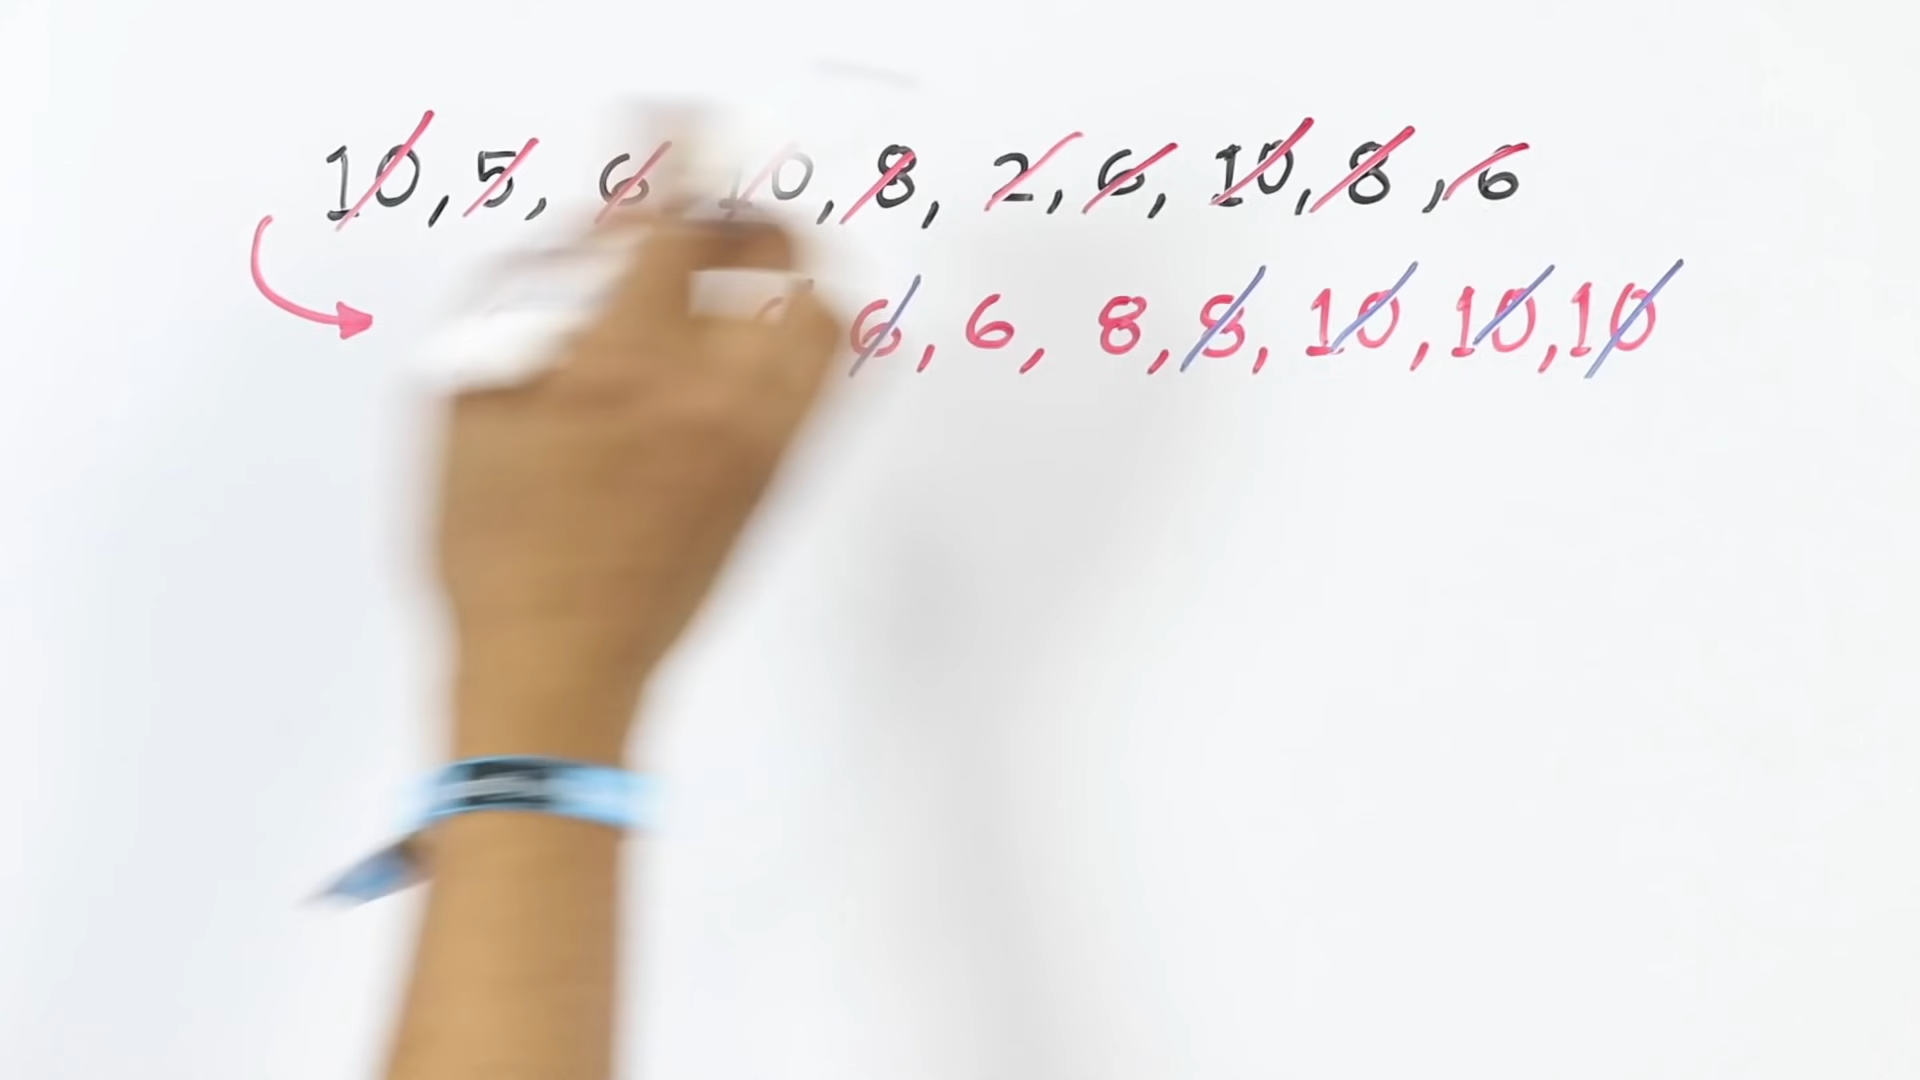 10, 5, 6 10, 8, 2, 6, 10, 8, 6
6, 6, 8, 8, 10, 10, 10